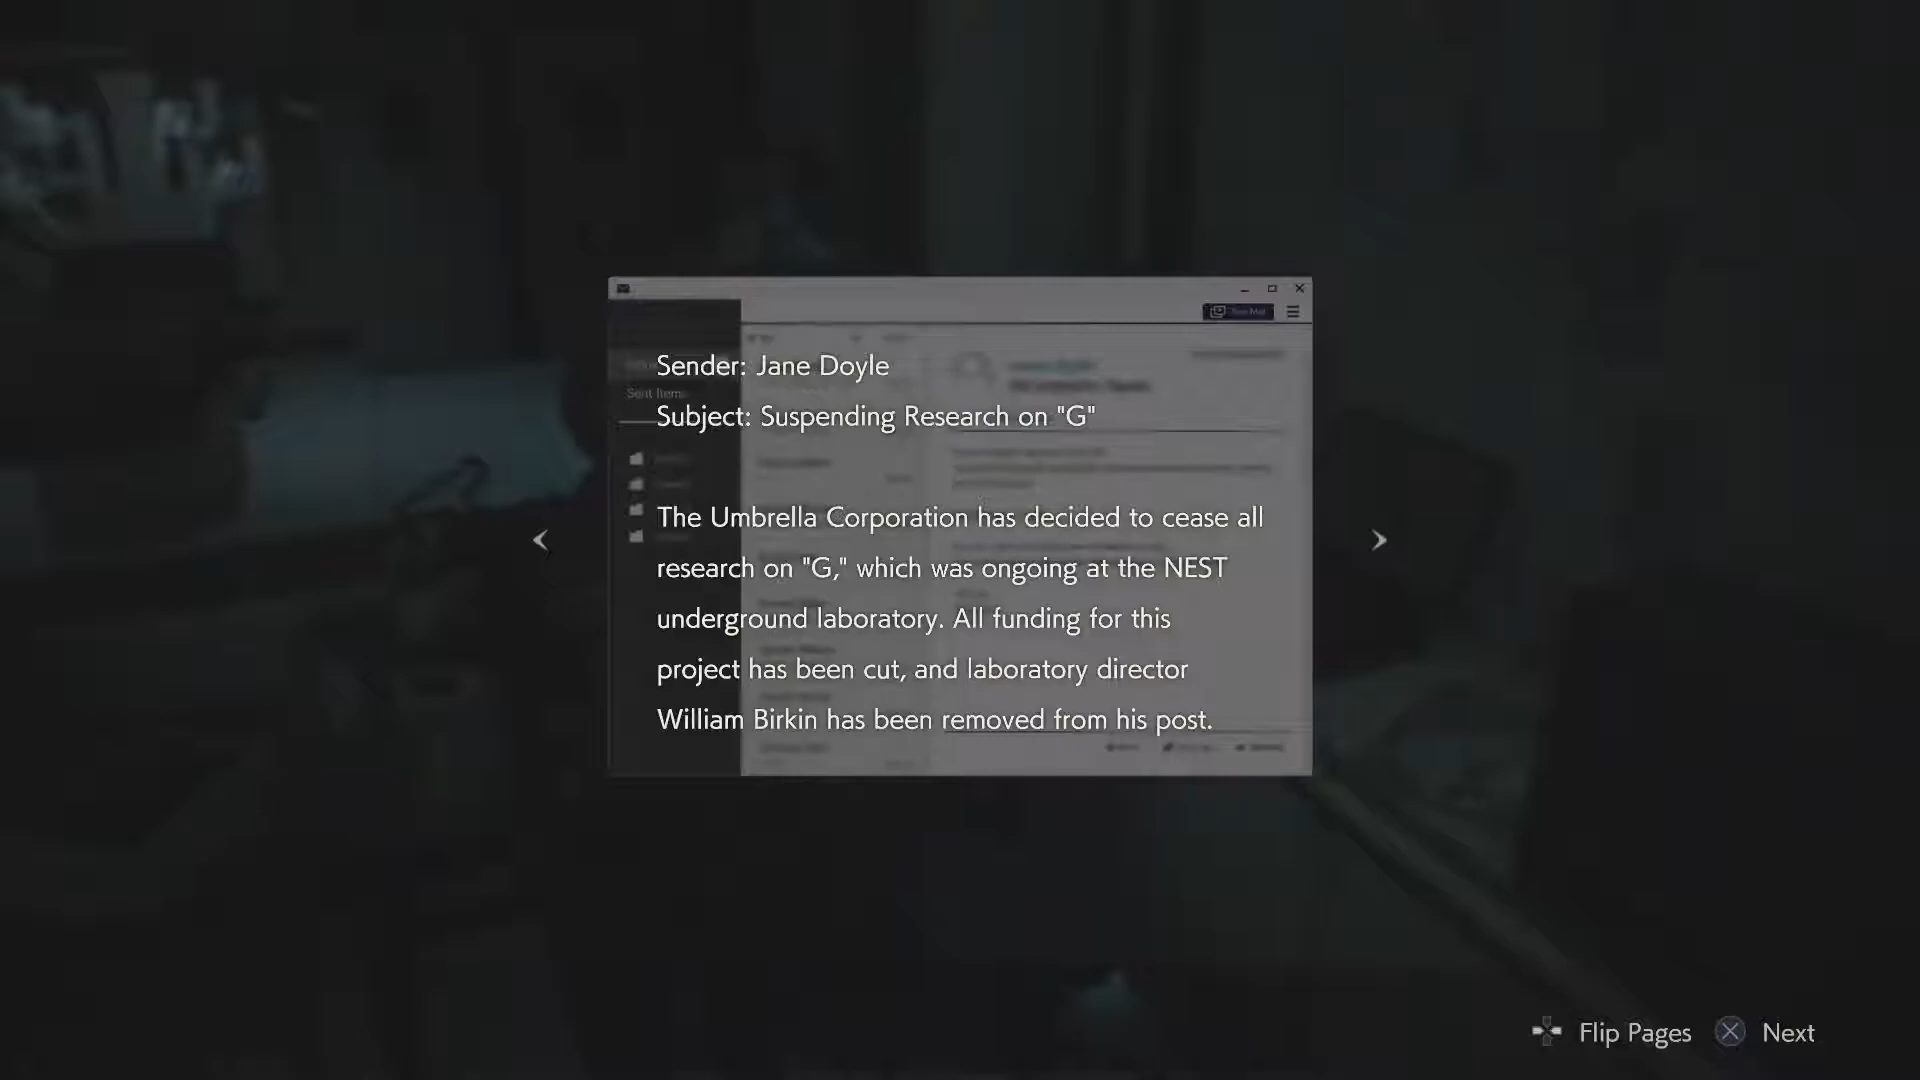 Sender: Jane Doyle
Sent Items
Subject: Suspending Research on "G"
The Umbrella Corporation has decided to cease all
research on "G," which was ongoing at the NEST
underground laboratory. All funding for this
project has been cut, and laboratory director
William Birkin has been removed from his post.
Flip Pages Next